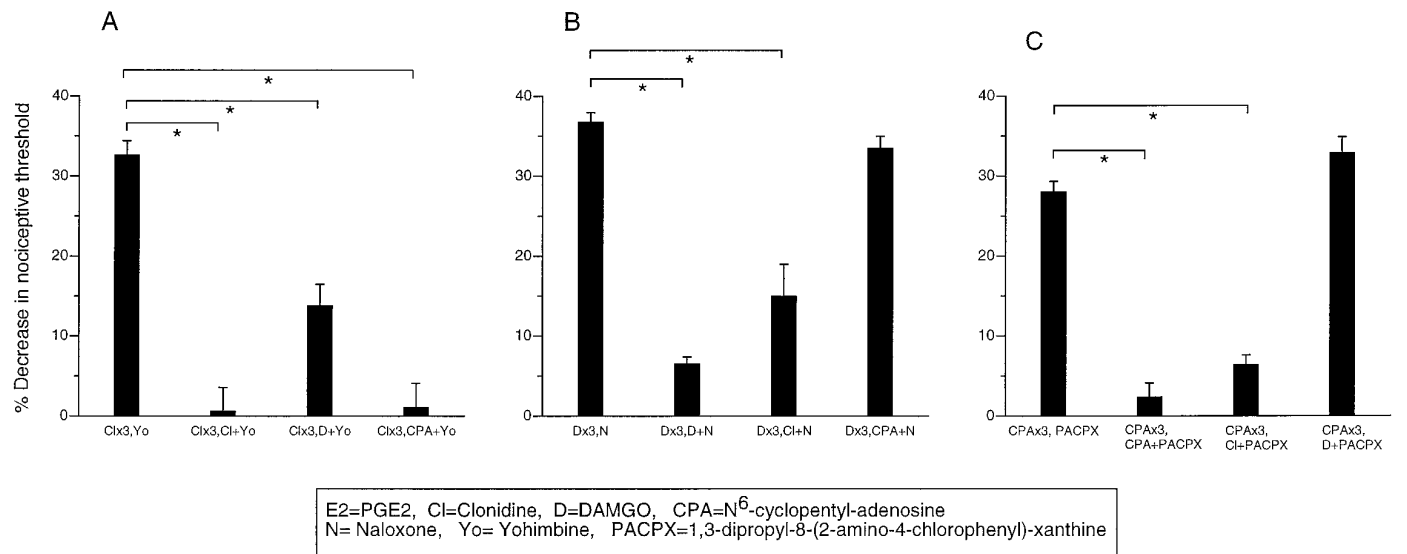 A
B
C
% Decrease in nociceptive threshold
*
*
*
40
30
20
10
0
Clx3,Yo
Clx3,Cl+Yo
Clx3,D+Yo
Clx3,CPA+Yo
*
*
40
30
20
10
0
Dx3,N
Dx3,D+N
Dx3,Cl+N
Dx3,CPA+N
*
*
40
30
20
10
0
CPAx3, PACPX
CPAx3,
CPA+PACPX
CPAx3,
Cl+PACPX
CPAx3,
D+PACPX
E2=PGE2, Cl=Clonidine, D=DAMGO, CPA=N⁶-cyclopentyl-adenosine
N= Naloxone, Yo= Yohimbine, PACPX=1,3-dipropyl-8-(2-amino-4-chlorophenyl)-xanthine